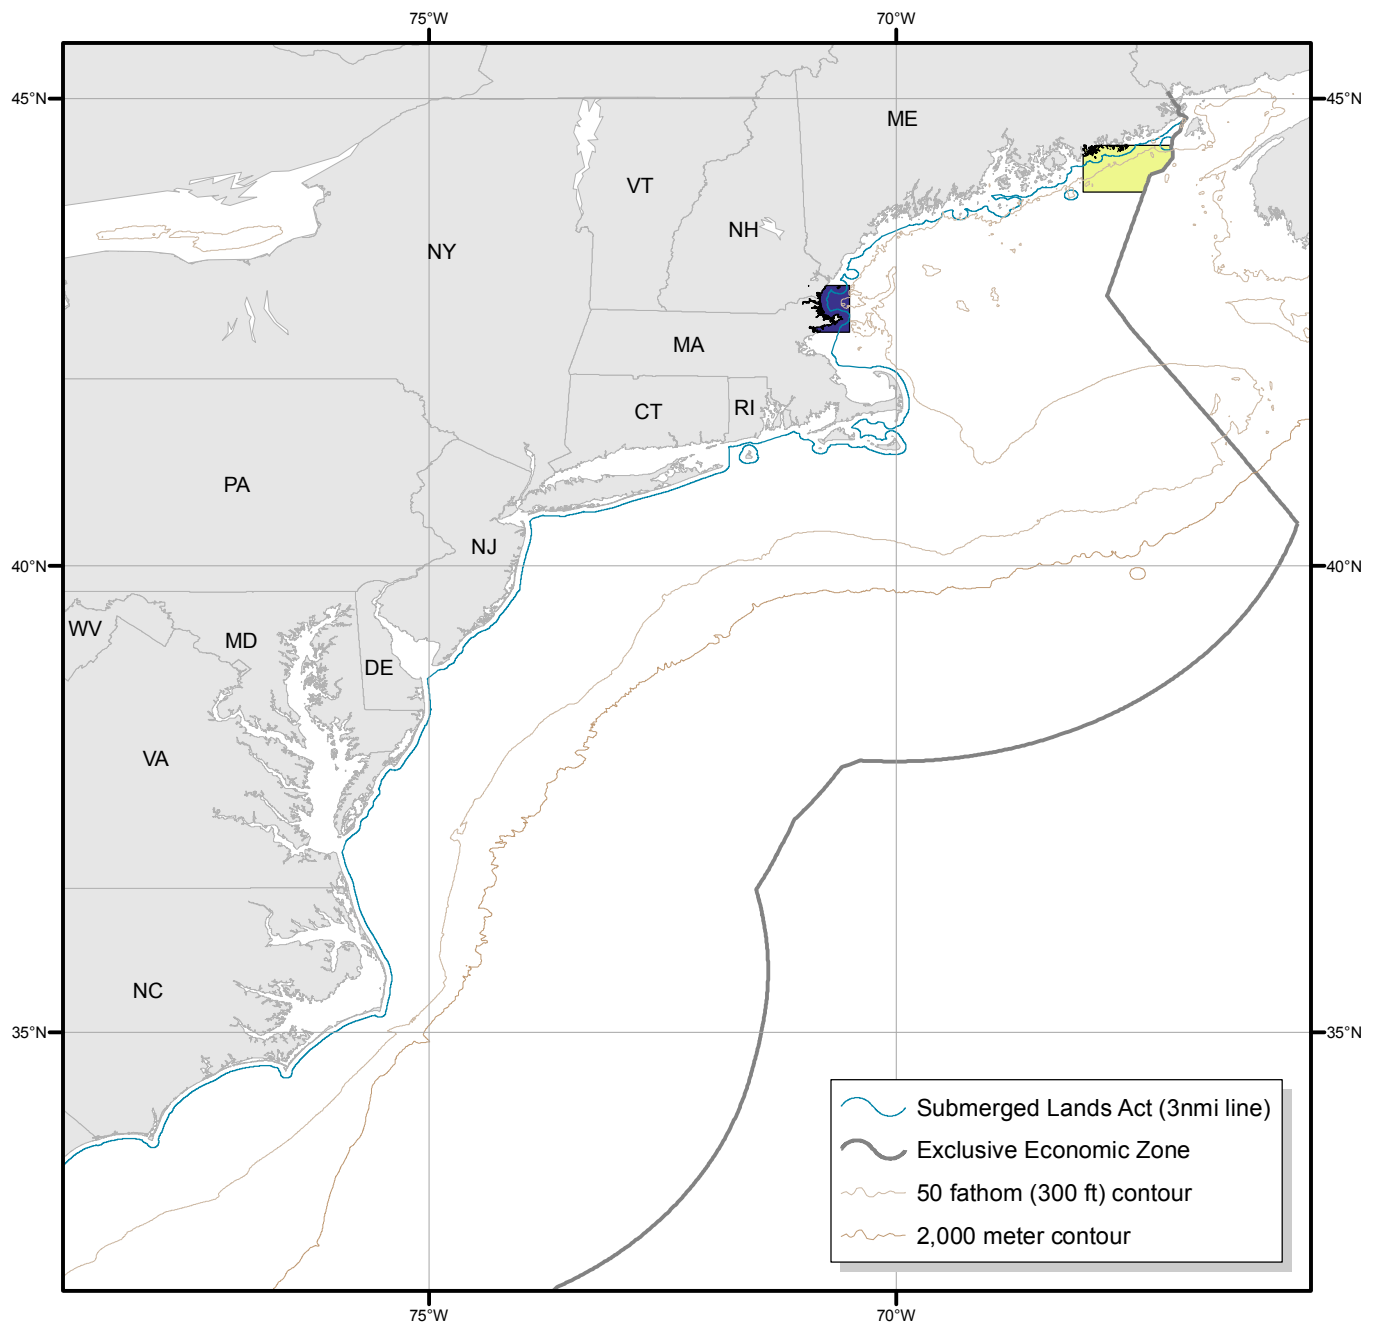 75°W 70°W
45°N 45°N
ME
VT
NH
NY
MA
CT RI
PA
NJ
40°N 40°N
WV
MD
DE
VA
NC
35°N 35°N
Submerged Lands Act (3nmi line)
Exclusive Economic Zone
50 fathom (300 ft) contour
2,000 meter contour
75°W 70°W